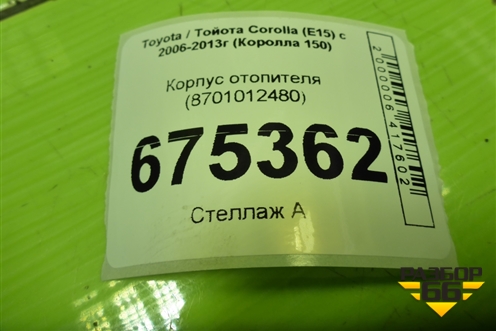 Toyota / Тойота Corolla (E15) с
2006-2013г (Королла 150)
Корпус отопителя
(8701012480)
675362
Стеллаж А
2000006417602
РАЗБОР
66